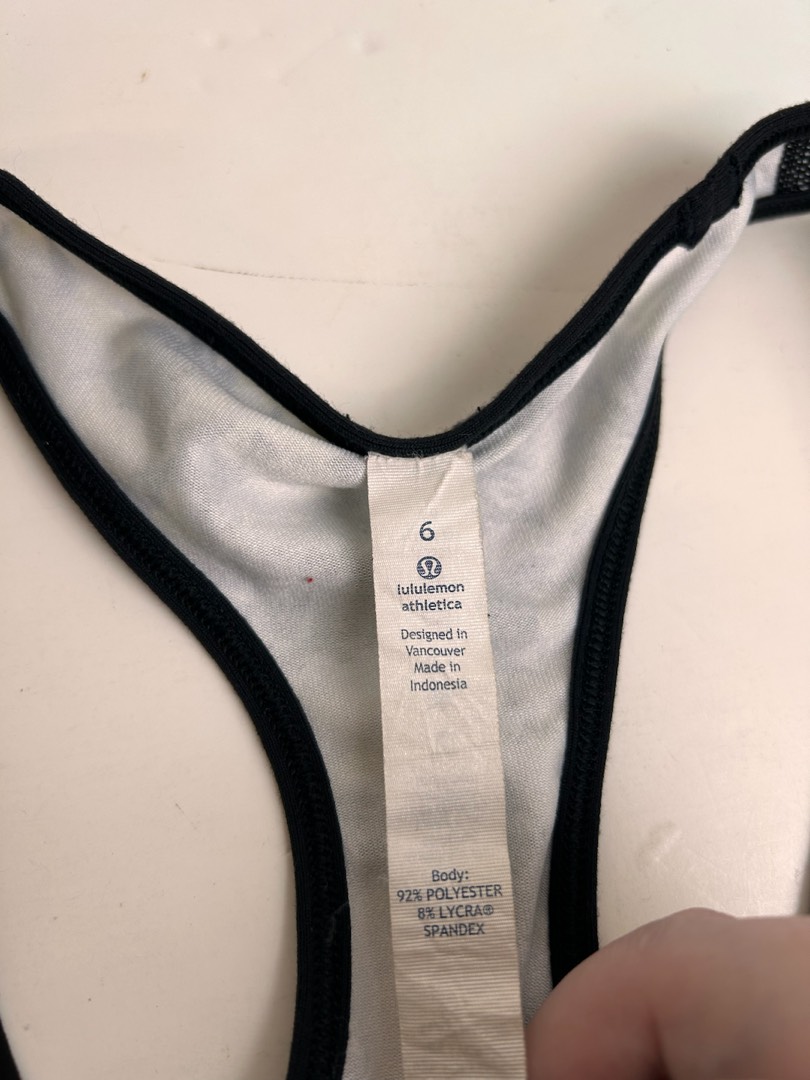 6
lululemon
athletica
Designed in
Vancouver
Made in
Indonesia
Body:
92% POLYESTER
8% LYCRA®
SPANDEX